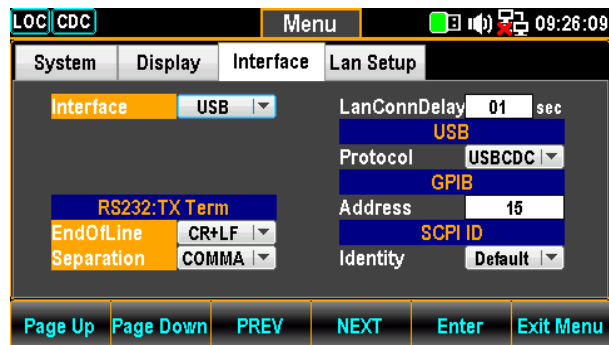 LOC CDC Menu 09:26:09
System Display Interface Lan Setup
Interface USB LanConnDelay 01 sec
USB
Protocol USBCDC
GPIB
RS232:TX Term Address 15
EndOfLine CR+LF SCPI ID
Separation COMMA Identity Default
Page Up Page Down PREV NEXT Enter Exit Menu